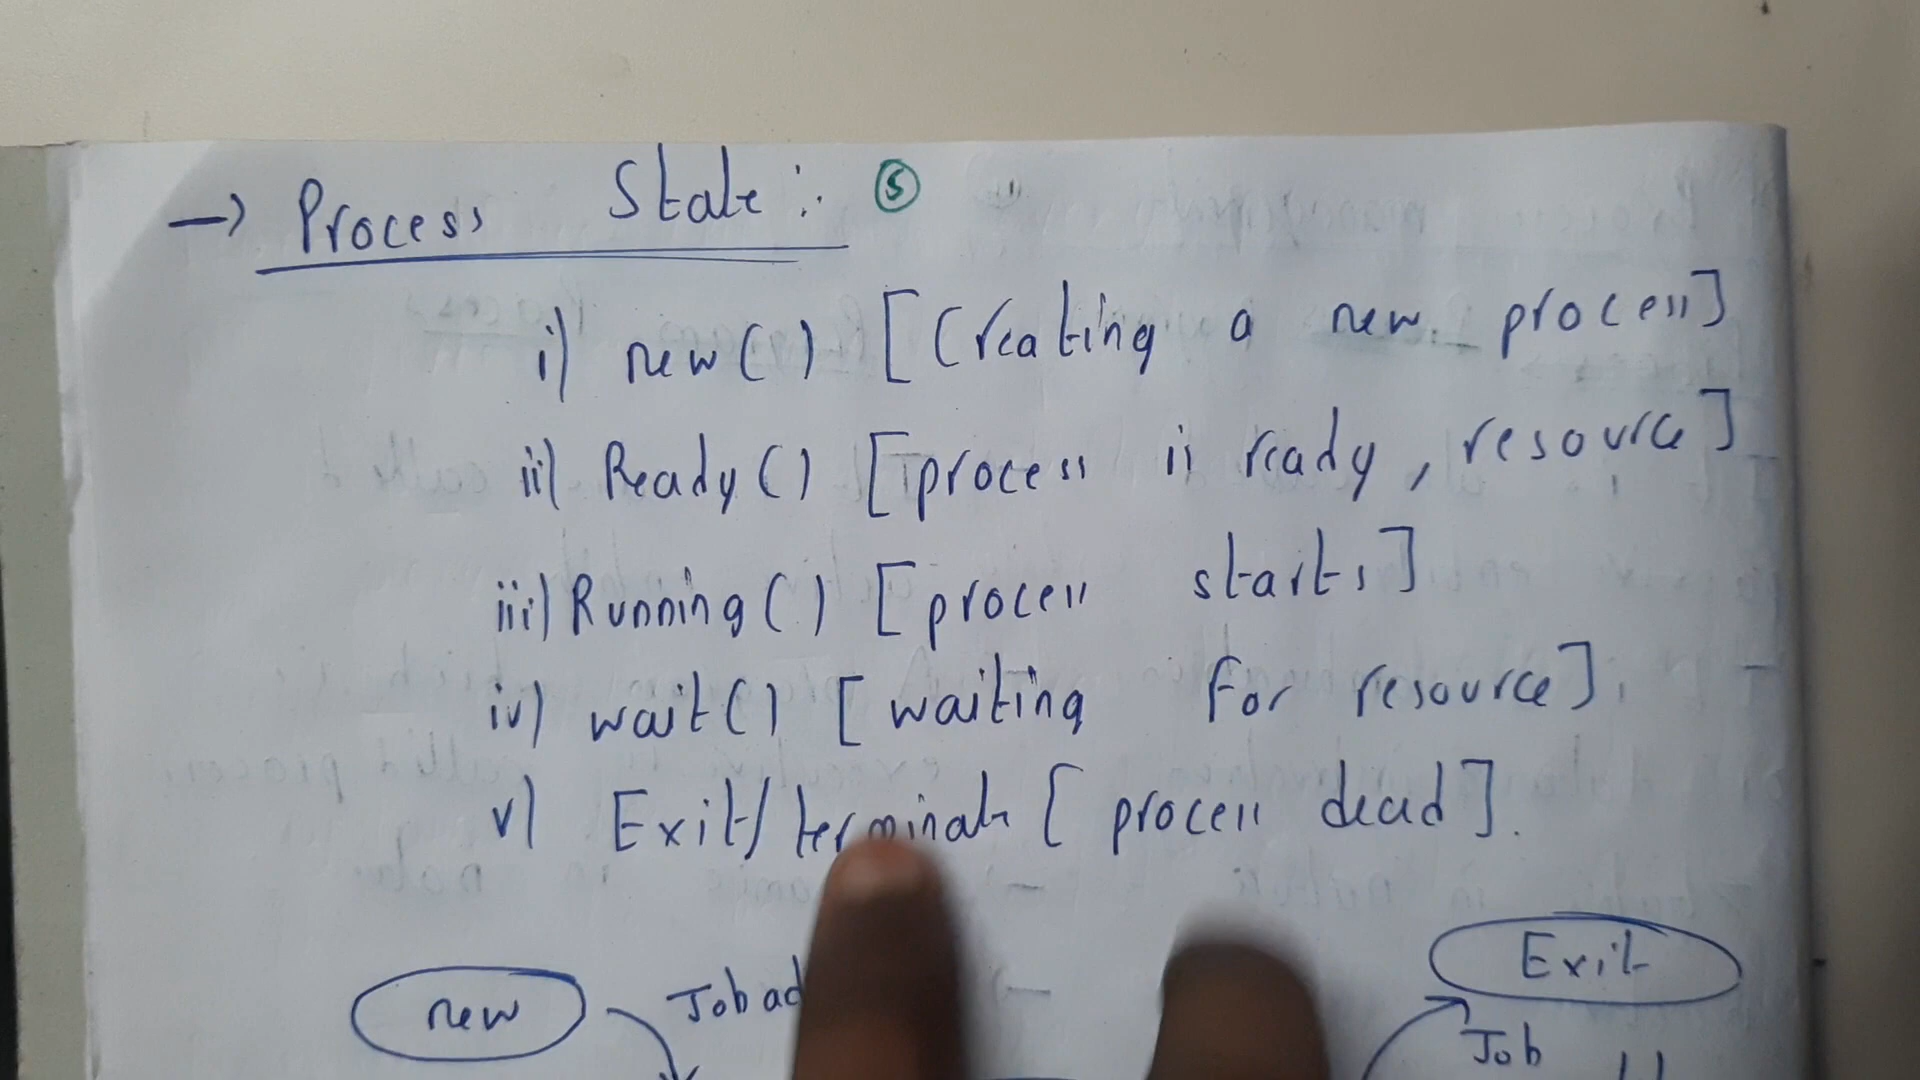 → Process State :. 5
i) new() [Creating a new process]
ii) Ready() [process is ready, resource]
iii) Running() [process starts]
iv) wait() [waiting for resource].
v) Exit/terminate [process dead].
Exit
new Job ad
Job